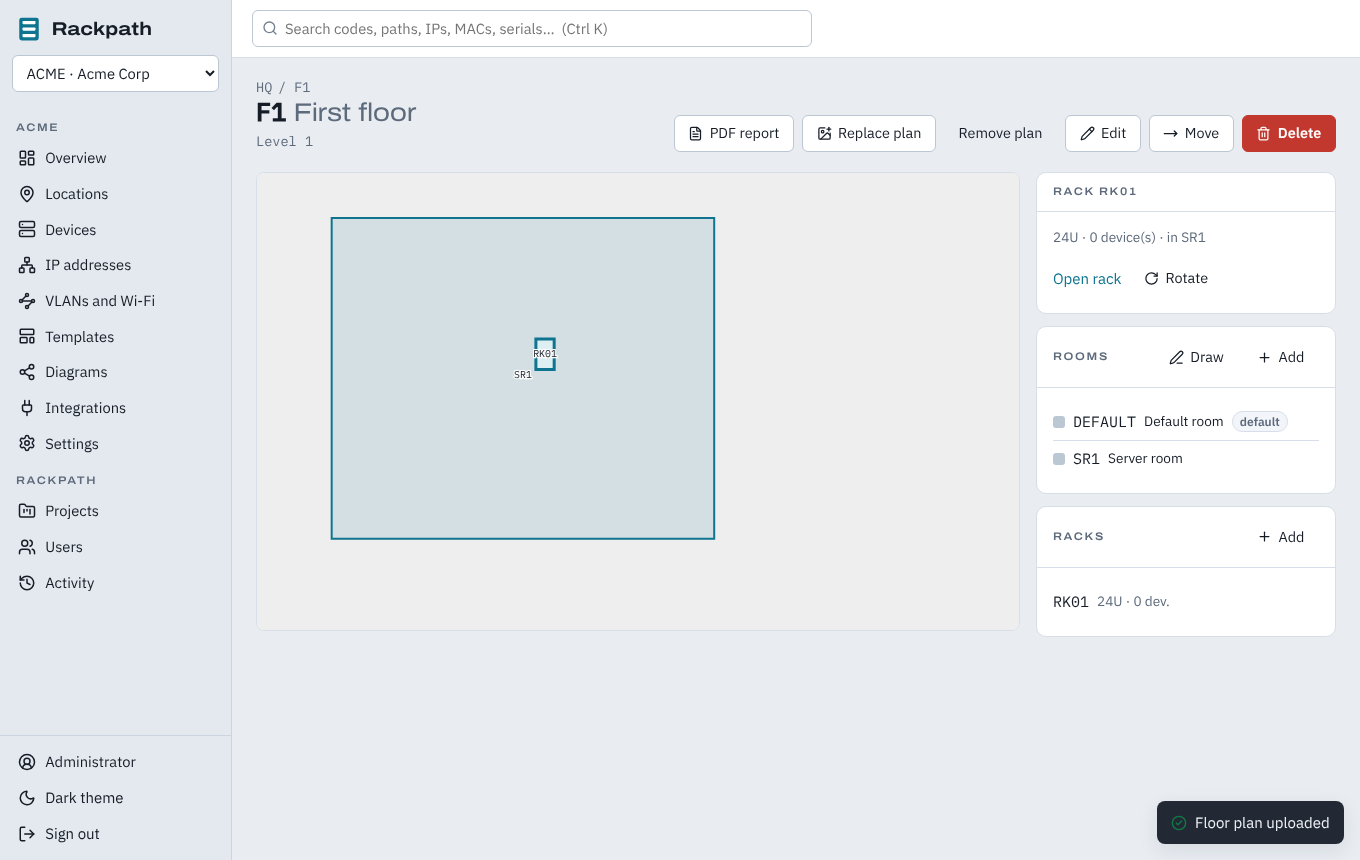 Rackpath
ACME · Acme Corp
ACME
Overview
Locations
Devices
IP addresses
VLANs and Wi-Fi
Templates
Diagrams
Integrations
Settings
RACKPATH
Projects
Users
Activity
Administrator
Dark theme
Sign out
Search codes, paths, IPs, MACs, serials... (Ctrl K)
HQ / F1
F1 First floor
Level 1
PDF report
Replace plan
Remove plan
Edit
Move
Delete
RK01
SR1
RACK RK01
24U · 0 device(s) · in SR1
Open rack
Rotate
ROOMS
Draw
Add
DEFAULT Default room default
SR1 Server room
RACKS
Add
RK01 24U · 0 dev.
Floor plan uploaded